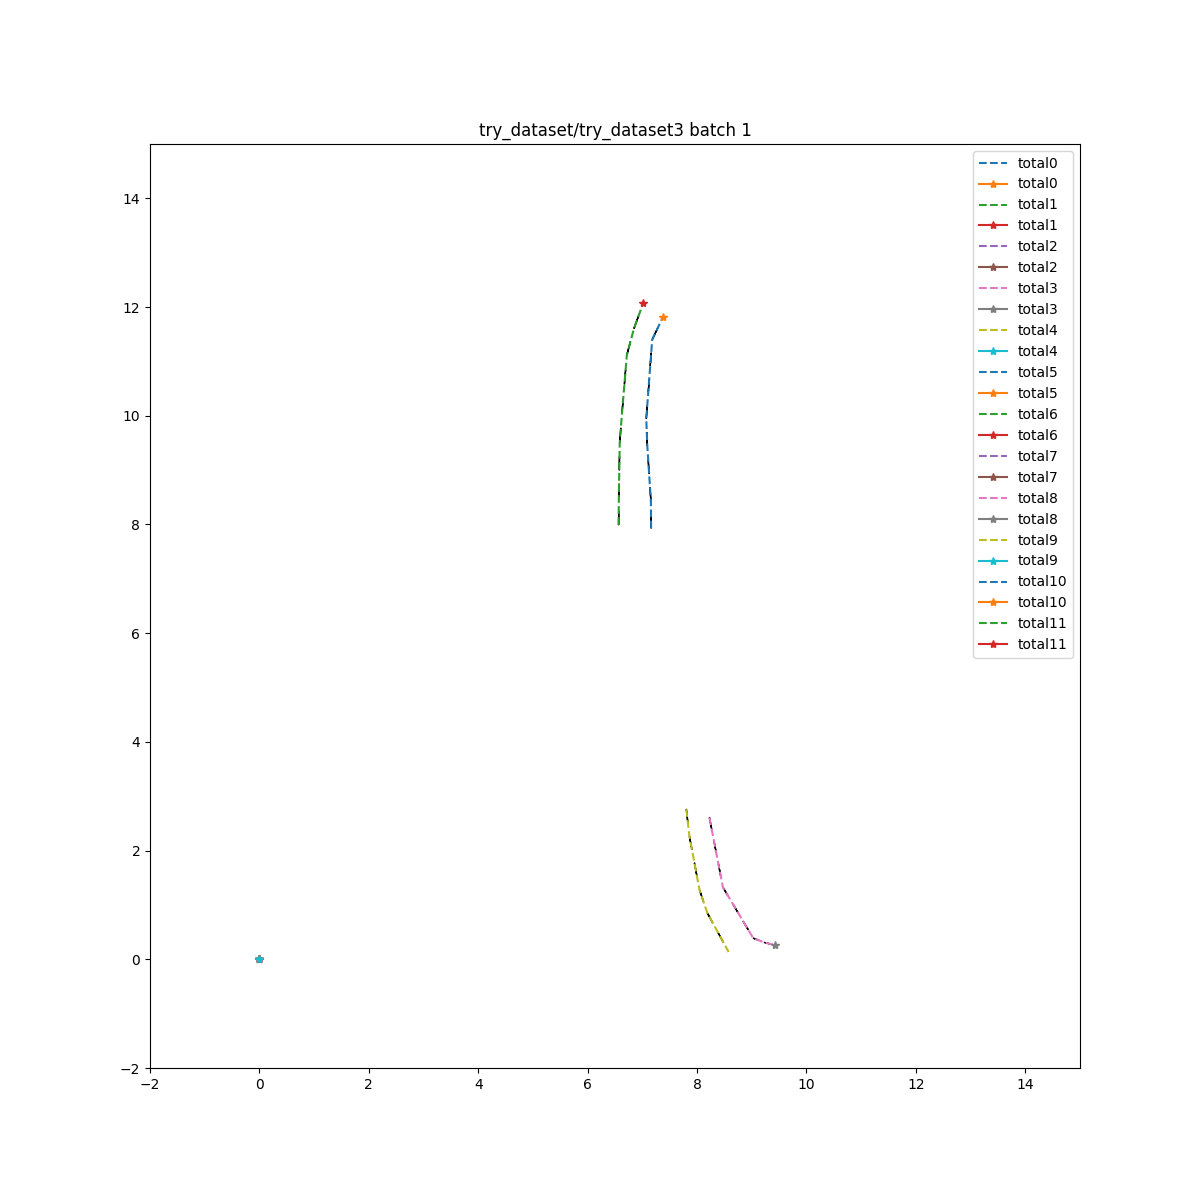 try_dataset/try_dataset3 batch 1
total0
total0
total1
total1
total2
total2
total3
total3
total4
total4
total5
total5
total6
total6
total7
total7
total8
total8
total9
total9
total10
total10
total11
total11
14
12
10
8
6
4
2
0
−2
−2 0 2 4 6 8 10 12 14